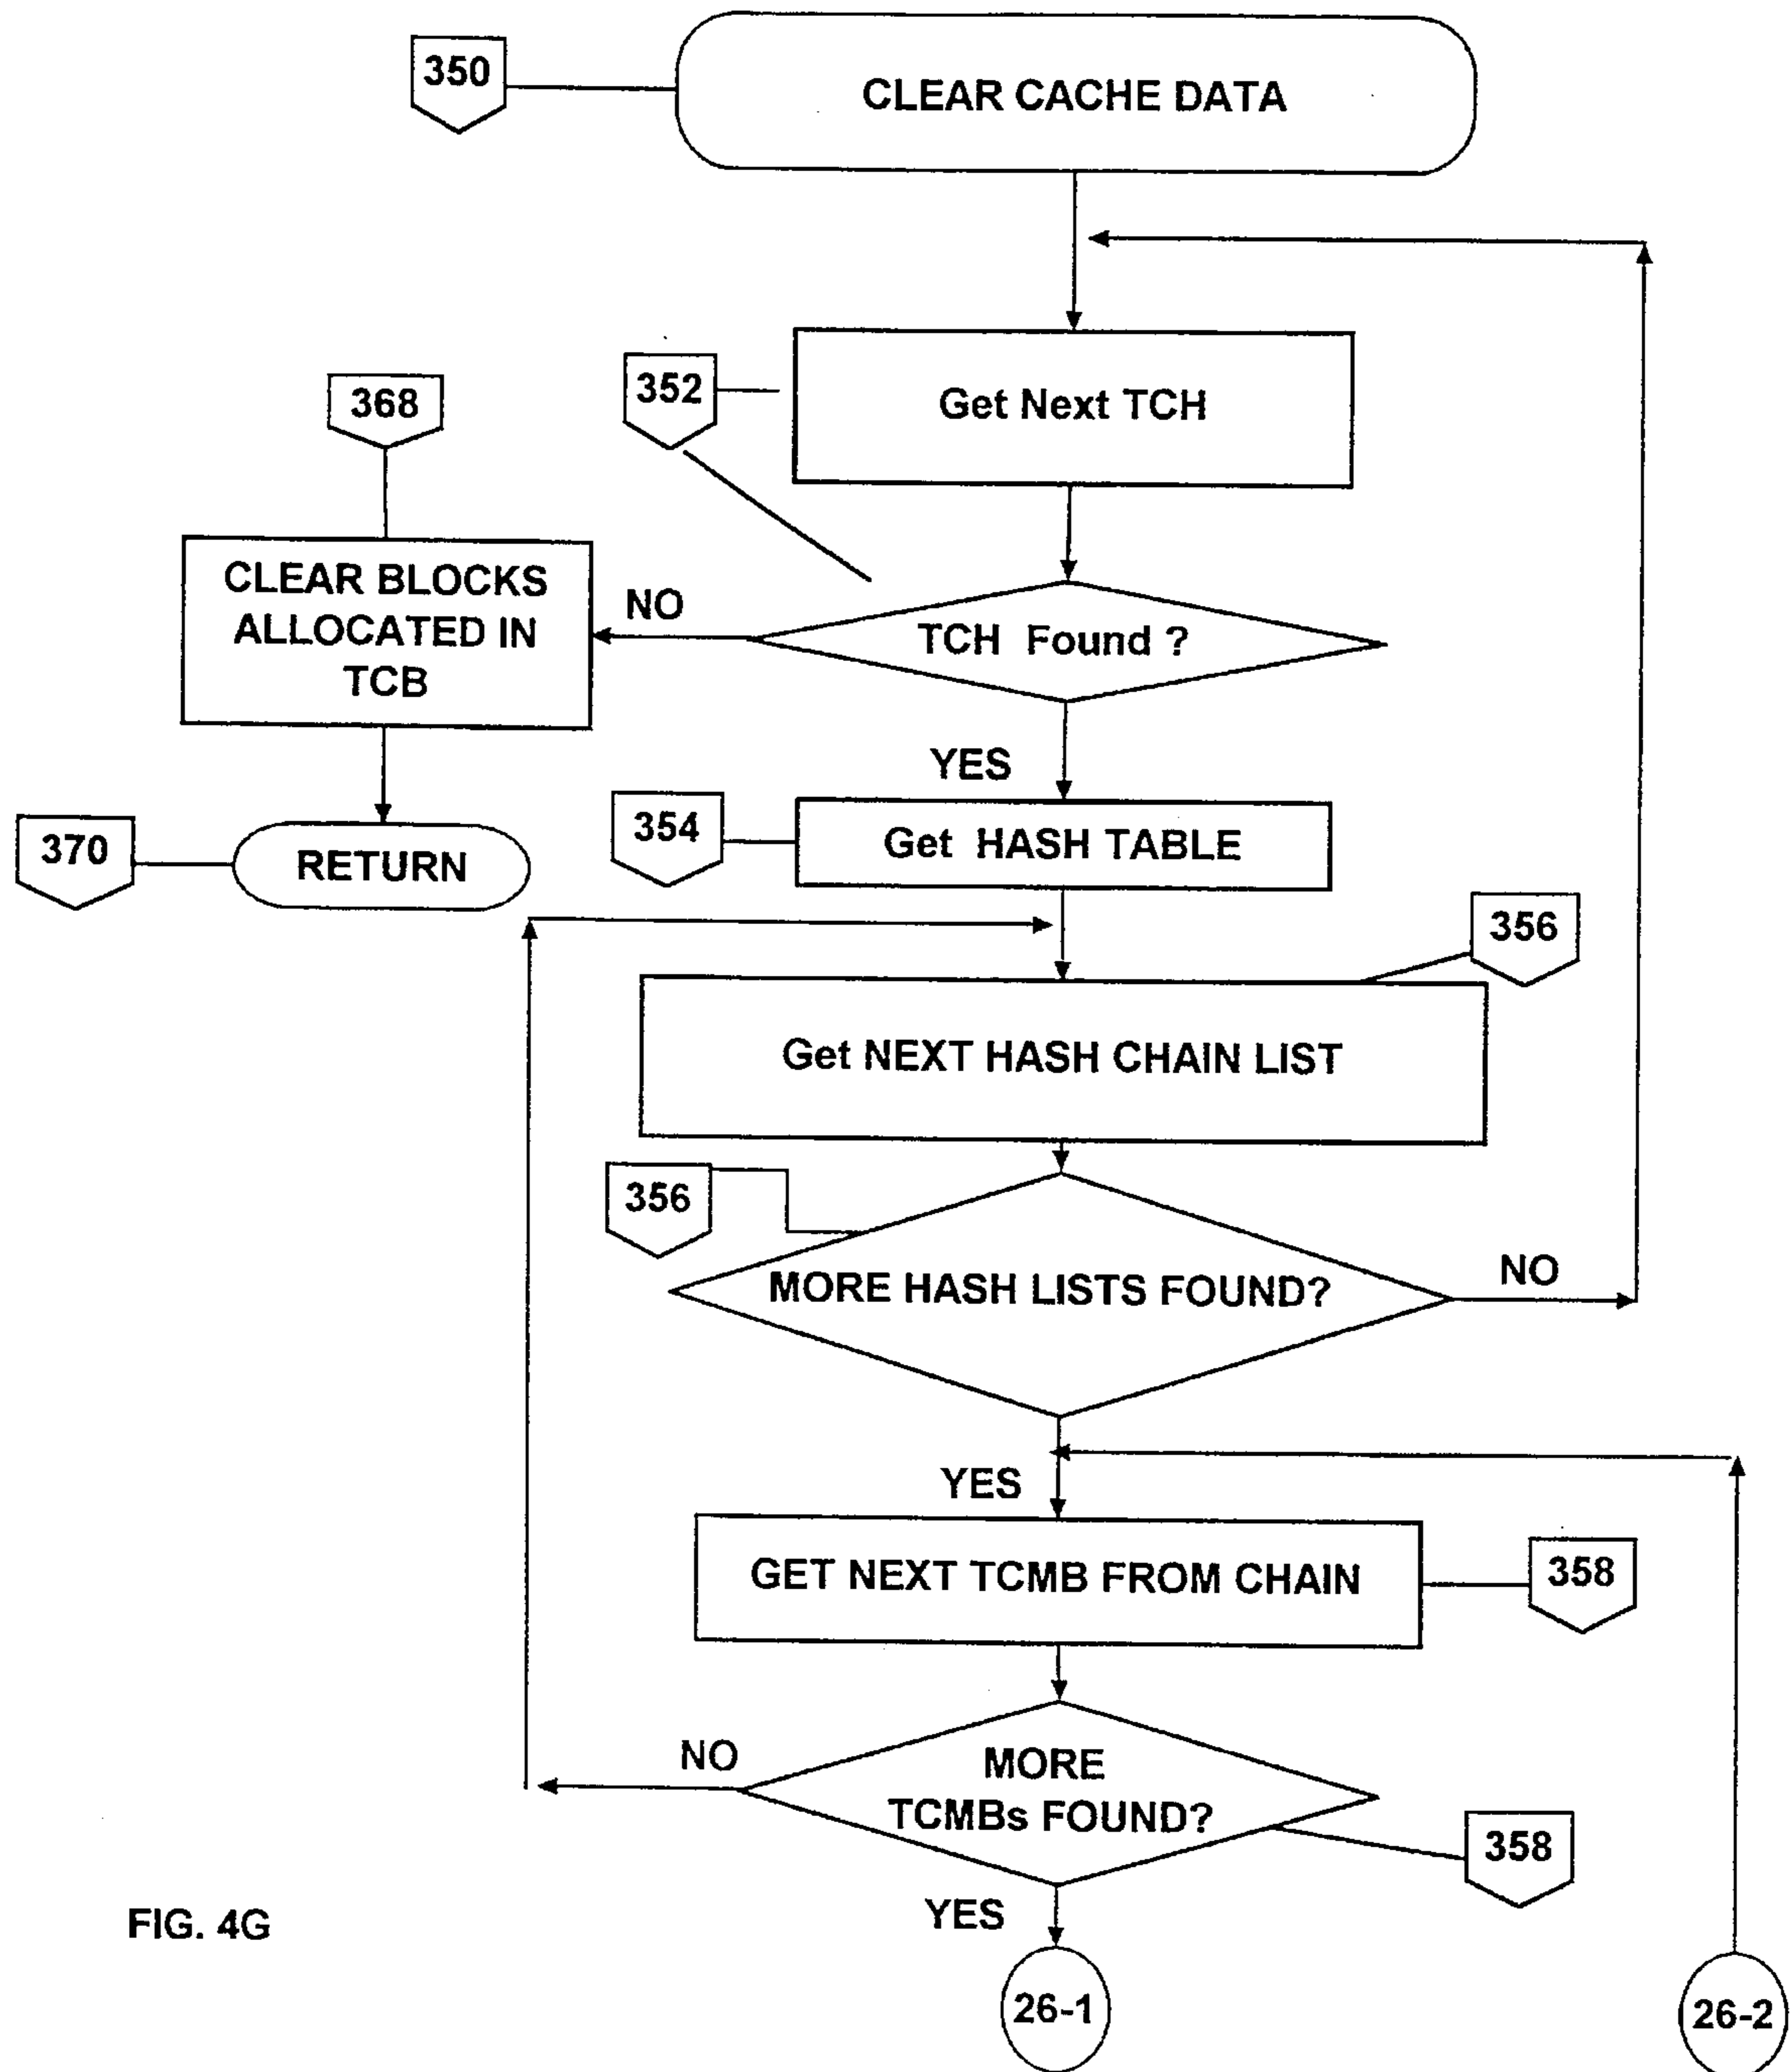 350
CLEAR CACHE DATA
352
Get Next TCH
368
CLEAR BLOCKS
ALLOCATED IN
TCB
NO
TCH Found ?
YES
354
Get HASH TABLE
370
RETURN
356
Get NEXT HASH CHAIN LIST
356
MORE HASH LISTS FOUND?
NO
YES
GET NEXT TCMB FROM CHAIN
358
NO
MORE
TCMBs FOUND?
358
YES
FIG. 4G
26-1
26-2